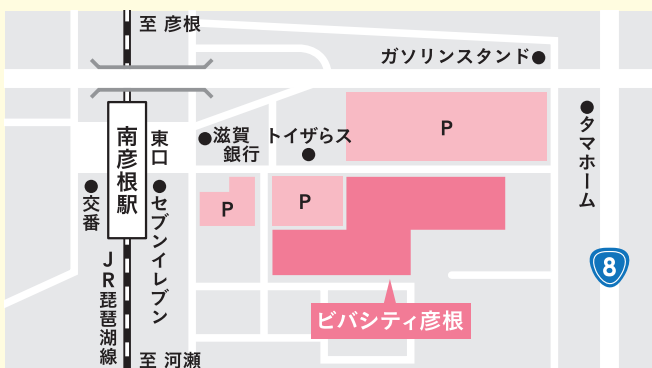 至 彦根
ガソリンスタンド
P
タマホーム
南彦根駅
東口
滋賀
銀行
トイザらス
交番
セブンイレブン
P
P
8
ビバシティ彦根
JR琵琶湖線
至 河瀬